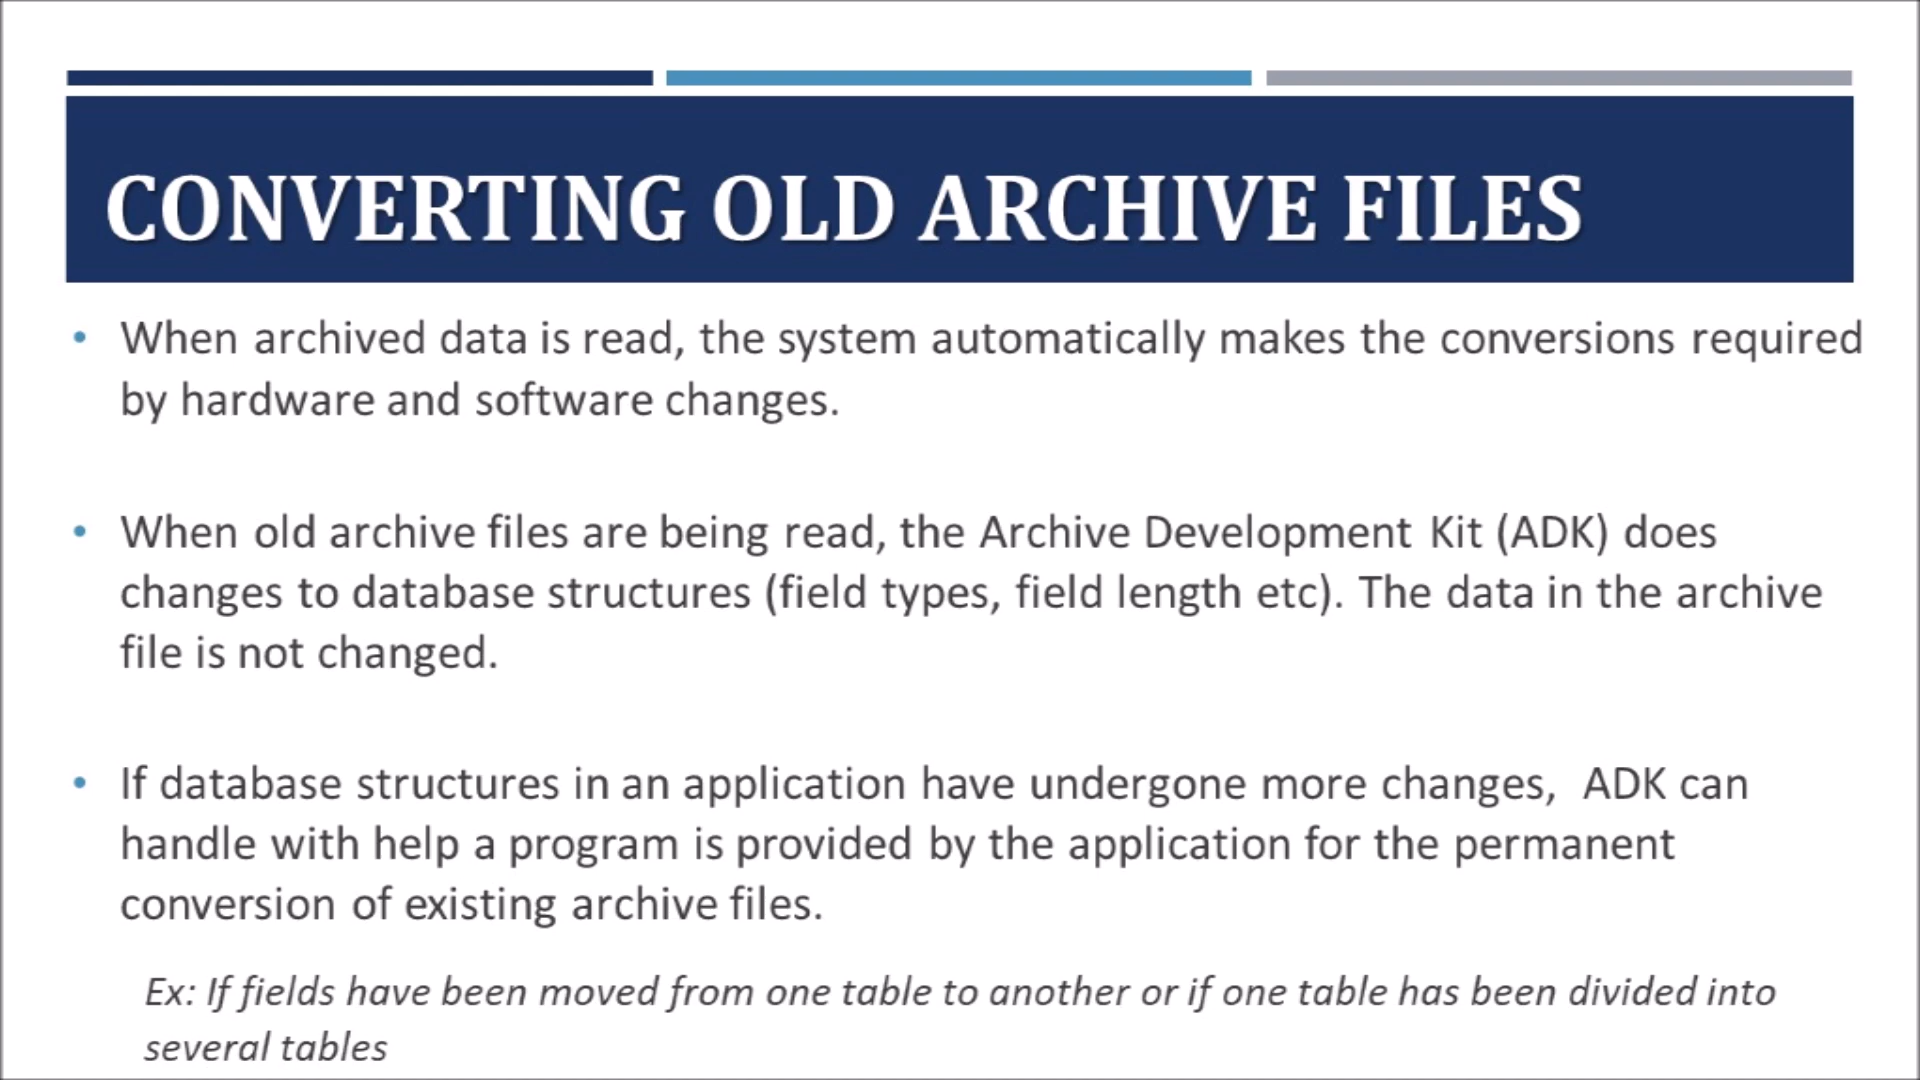 CONVERTING OLD ARCHIVE FILES
• When archived data is read, the system automatically makes the conversions required
by hardware and software changes.
• When old archive files are being read, the Archive Development Kit (ADK) does
changes to database structures (field types, field length etc). The data in the archive
file is not changed.
• If database structures in an application have undergone more changes,  ADK can
handle with help a program is provided by the application for the permanent
conversion of existing archive files.
Ex: If fields have been moved from one table to another or if one table has been divided into
several tables